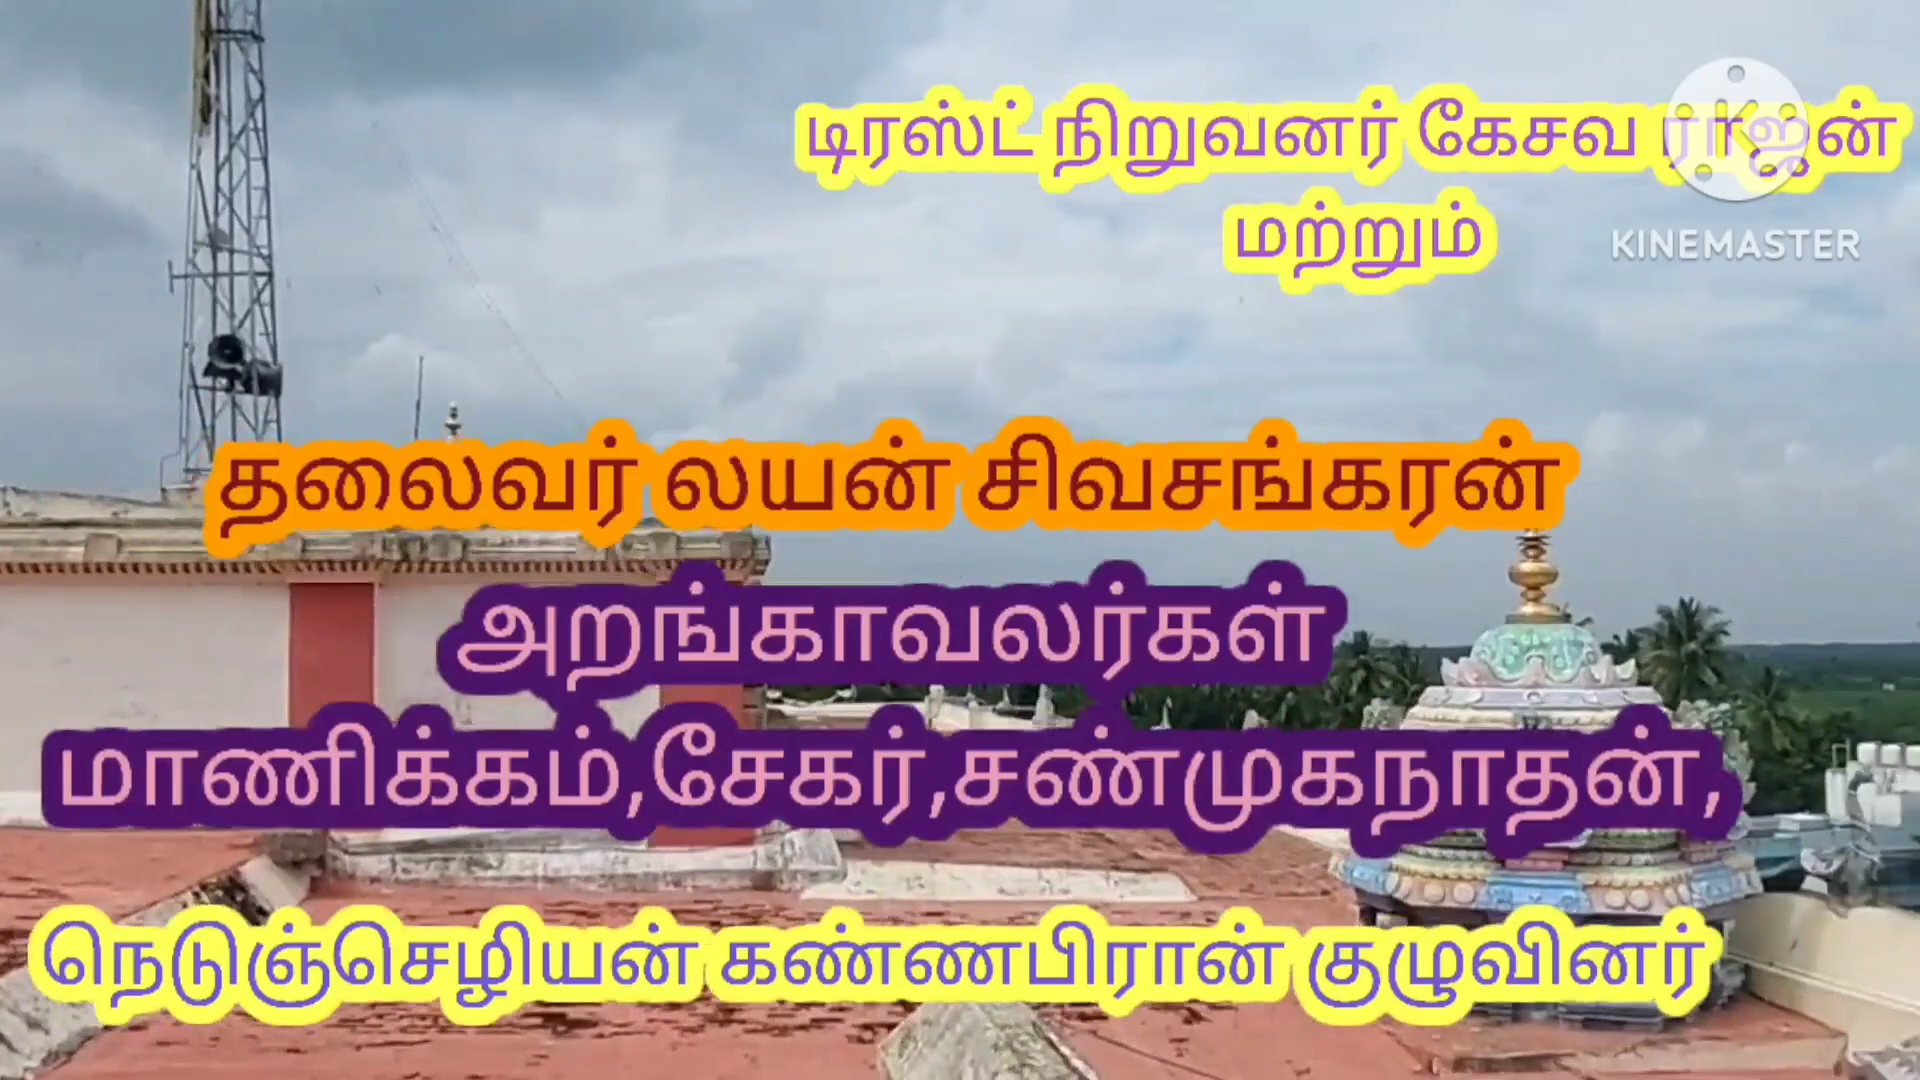 டிரஸ்ட் நிறுவனர் கேசவ ராஜன்
மற்றும்
KINEMASTER
தலைவர் லயன் சிவசங்கரன்
அறங்காவலர்கள்
மாணிக்கம்,சேகர்,சண்முகநாதன்,
நெடுஞ்செழியன் கண்ணபிரான் குழுவினர்